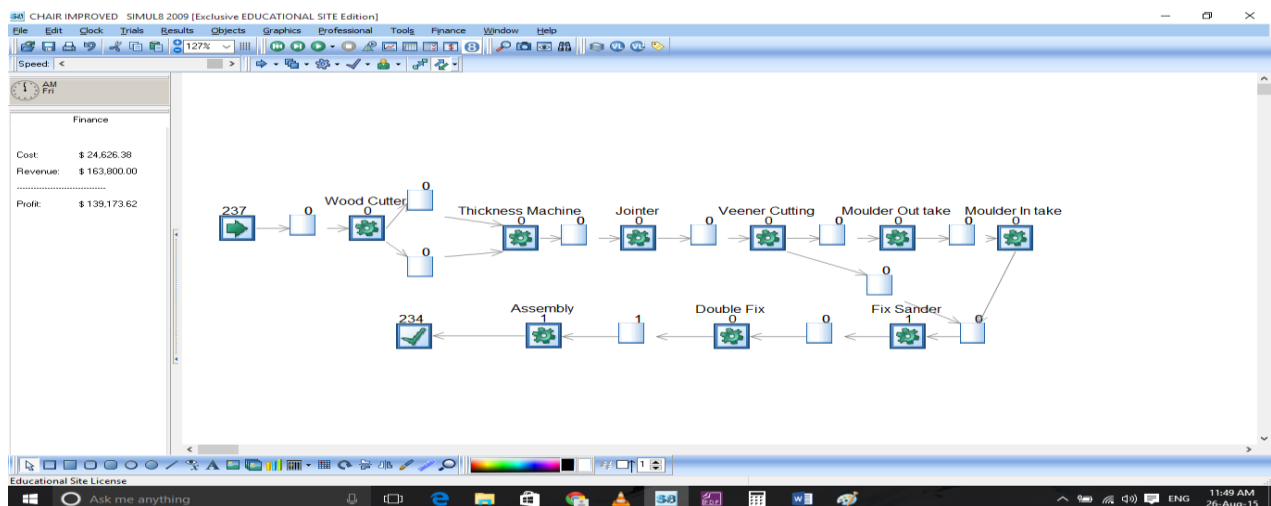 CHAIR IMPROVED SIMUL8 2009 [Exclusive EDUCATIONAL SITE Edition]
File Edit Clock Trials Results Objects Graphics Professional Tools Finance Window Help
127%
Speed: <
>
AM
Fri
Finance
Cost: $ 24,626.38
Revenue: $ 163,800.00
------------------------------
Profit: $ 139,173.62
0
237 0 Wood Cutter 0
Thickness Machine Jointer Veener Cutting Moulder Out take Moulder In take
0 0 0 0 0 0 0 0 0
0
0
Assembly Double Fix Fix Sander
234 1 1 0 0 1 0
1
Educational Site License
Ask me anything
S8
ENG
11:49 AM
26-Aug-15